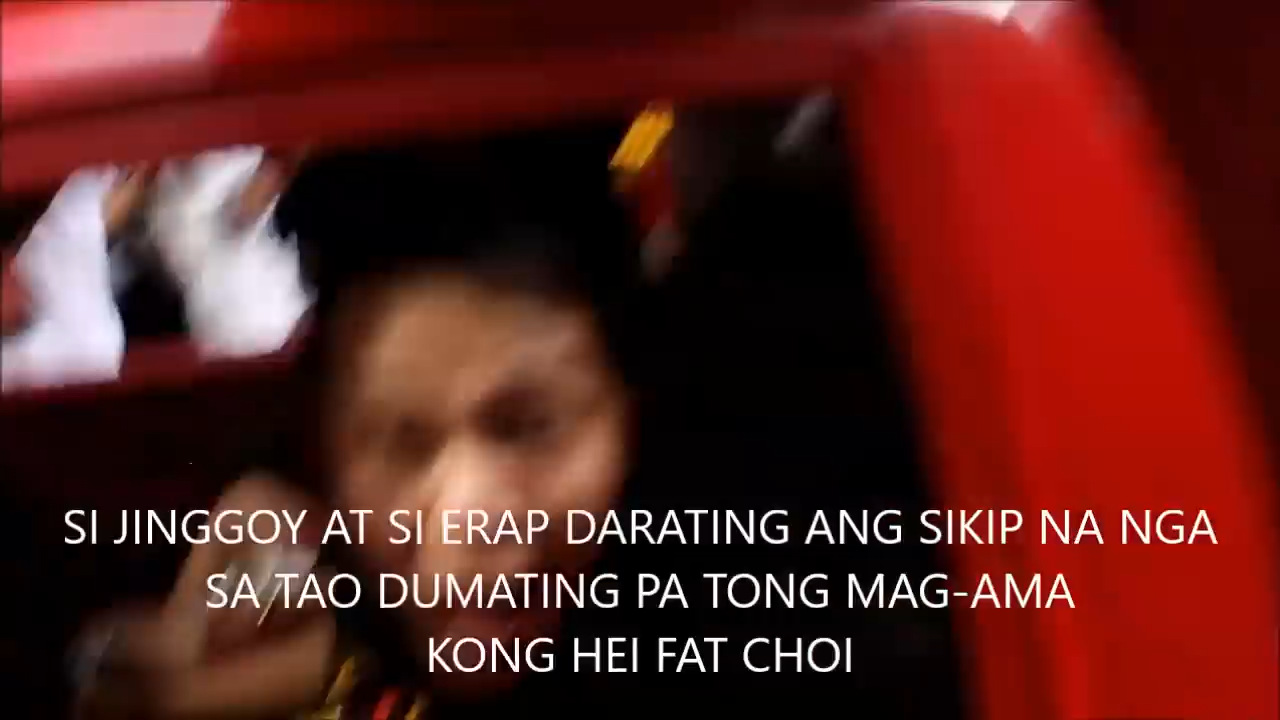 SI JINGGOY AT SI ERAP DARATING ANG SIKIP NA NGA
SA TAO DUMATING PA TONG MAG-AMA
KONG HEI FAT CHOI